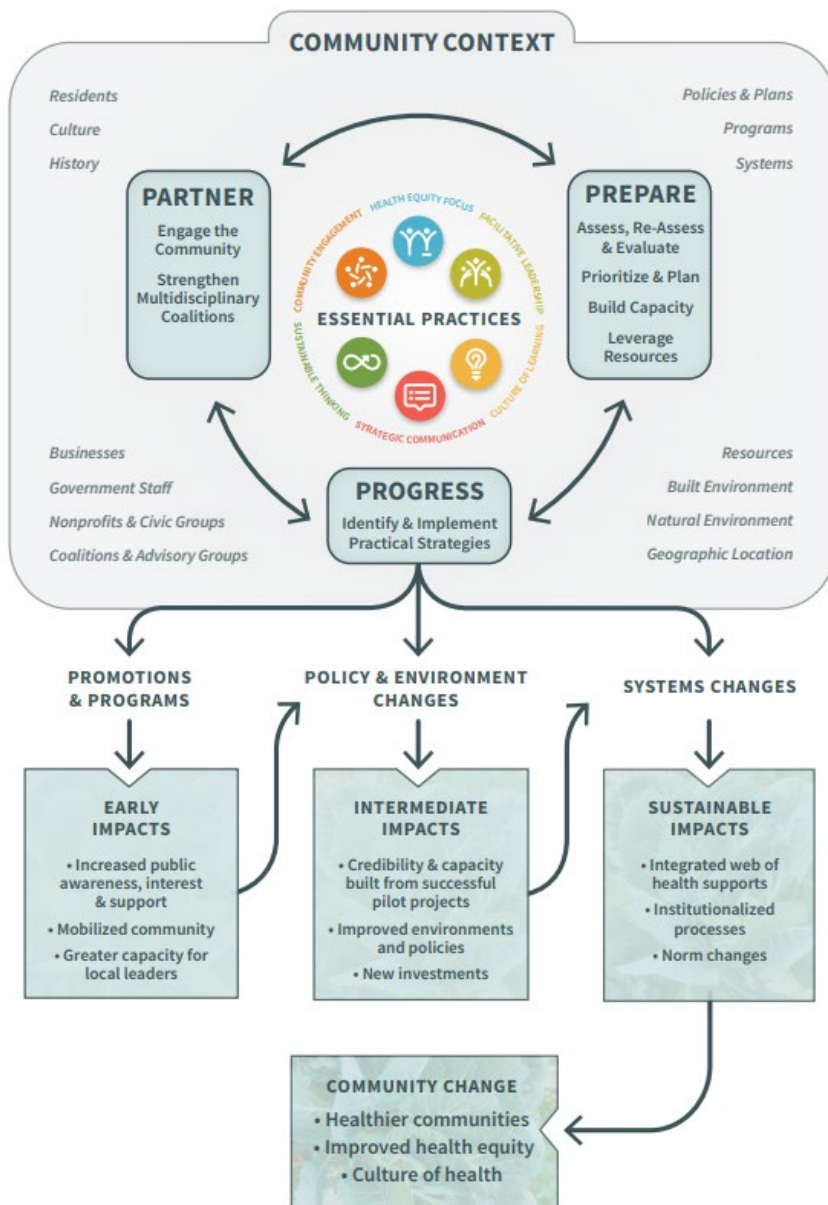 COMMUNITY CONTEXT
Residents
Culture
History
Policies & Plans
Programs
Systems
PARTNER
Engage the
Community
Strengthen
Multidisciplinary
Coalitions
HEALTH EQUITY FOCUS
FACILITATIVE LEADERSHIP
CULTURE OF LEARNING
STRATEGIC COMMUNICATION
SUSTAINABLE THINKING
COMMUNITY ENGAGEMENT
ESSENTIAL PRACTICES
PREPARE
Assess, Re-Assess
& Evaluate
Prioritize & Plan
Build Capacity
Leverage
Resources
Businesses
Government Staff
Nonprofits & Civic Groups
Coalitions & Advisory Groups
PROGRESS
Identify & Implement
Practical Strategies
Resources
Built Environment
Natural Environment
Geographic Location
PROMOTIONS
& PROGRAMS
POLICY & ENVIRONMENT
CHANGES
SYSTEMS CHANGES
EARLY
IMPACTS
• Increased public
awareness, interest
& support
• Mobilized community
• Greater capacity for
local leaders
INTERMEDIATE
IMPACTS
• Credibility & capacity
built from successful
pilot projects
• Improved environments
and policies
• New investments
SUSTAINABLE
IMPACTS
• Integrated web of
health supports
• Institutionalized
processes
• Norm changes
COMMUNITY CHANGE
• Healthier communities
• Improved health equity
• Culture of health